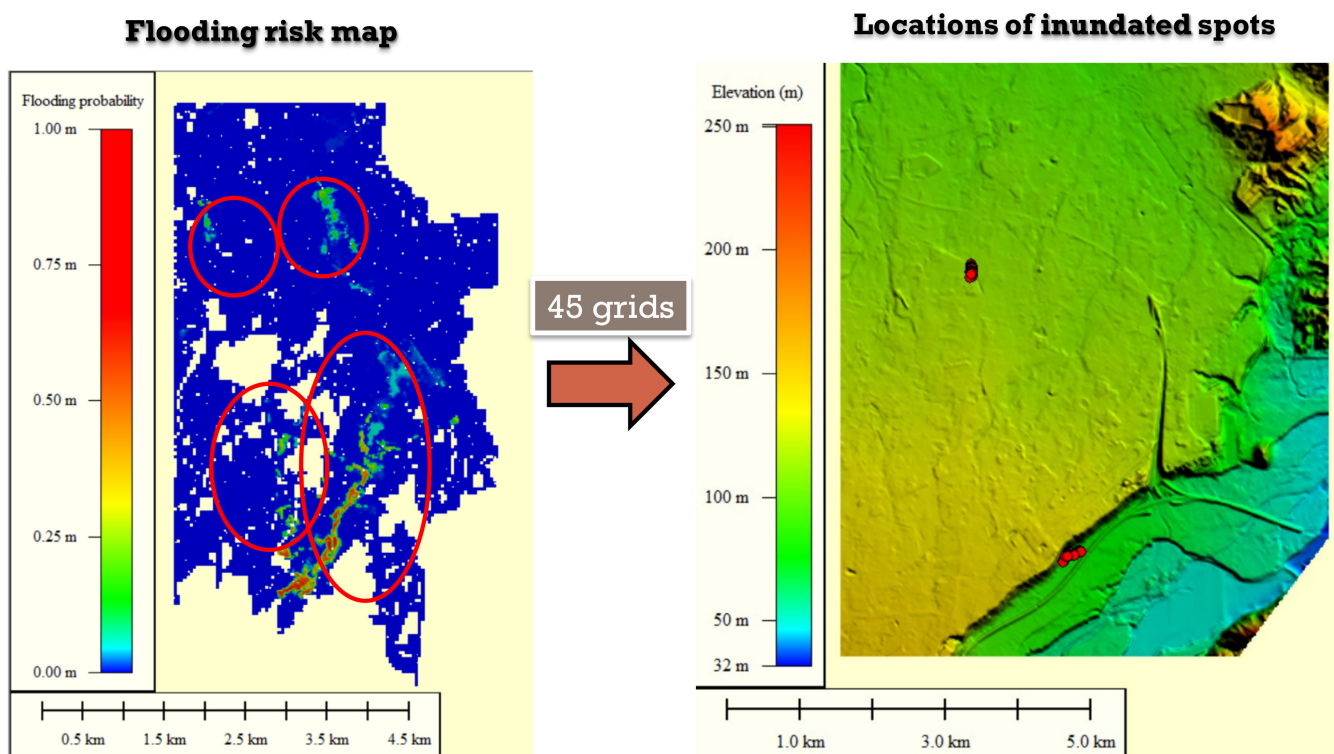 Flooding risk map
Locations of inundated spots
Flooding probability
1.00 m
0.75 m
0.50 m
0.25 m
0.00 m
0.5 km 1.5 km 2.5 km 3.5 km 4.5 km
45 grids
Elevation (m)
250 m
200 m
150 m
100 m
50 m
32 m
1.0 km 3.0 km 5.0 km